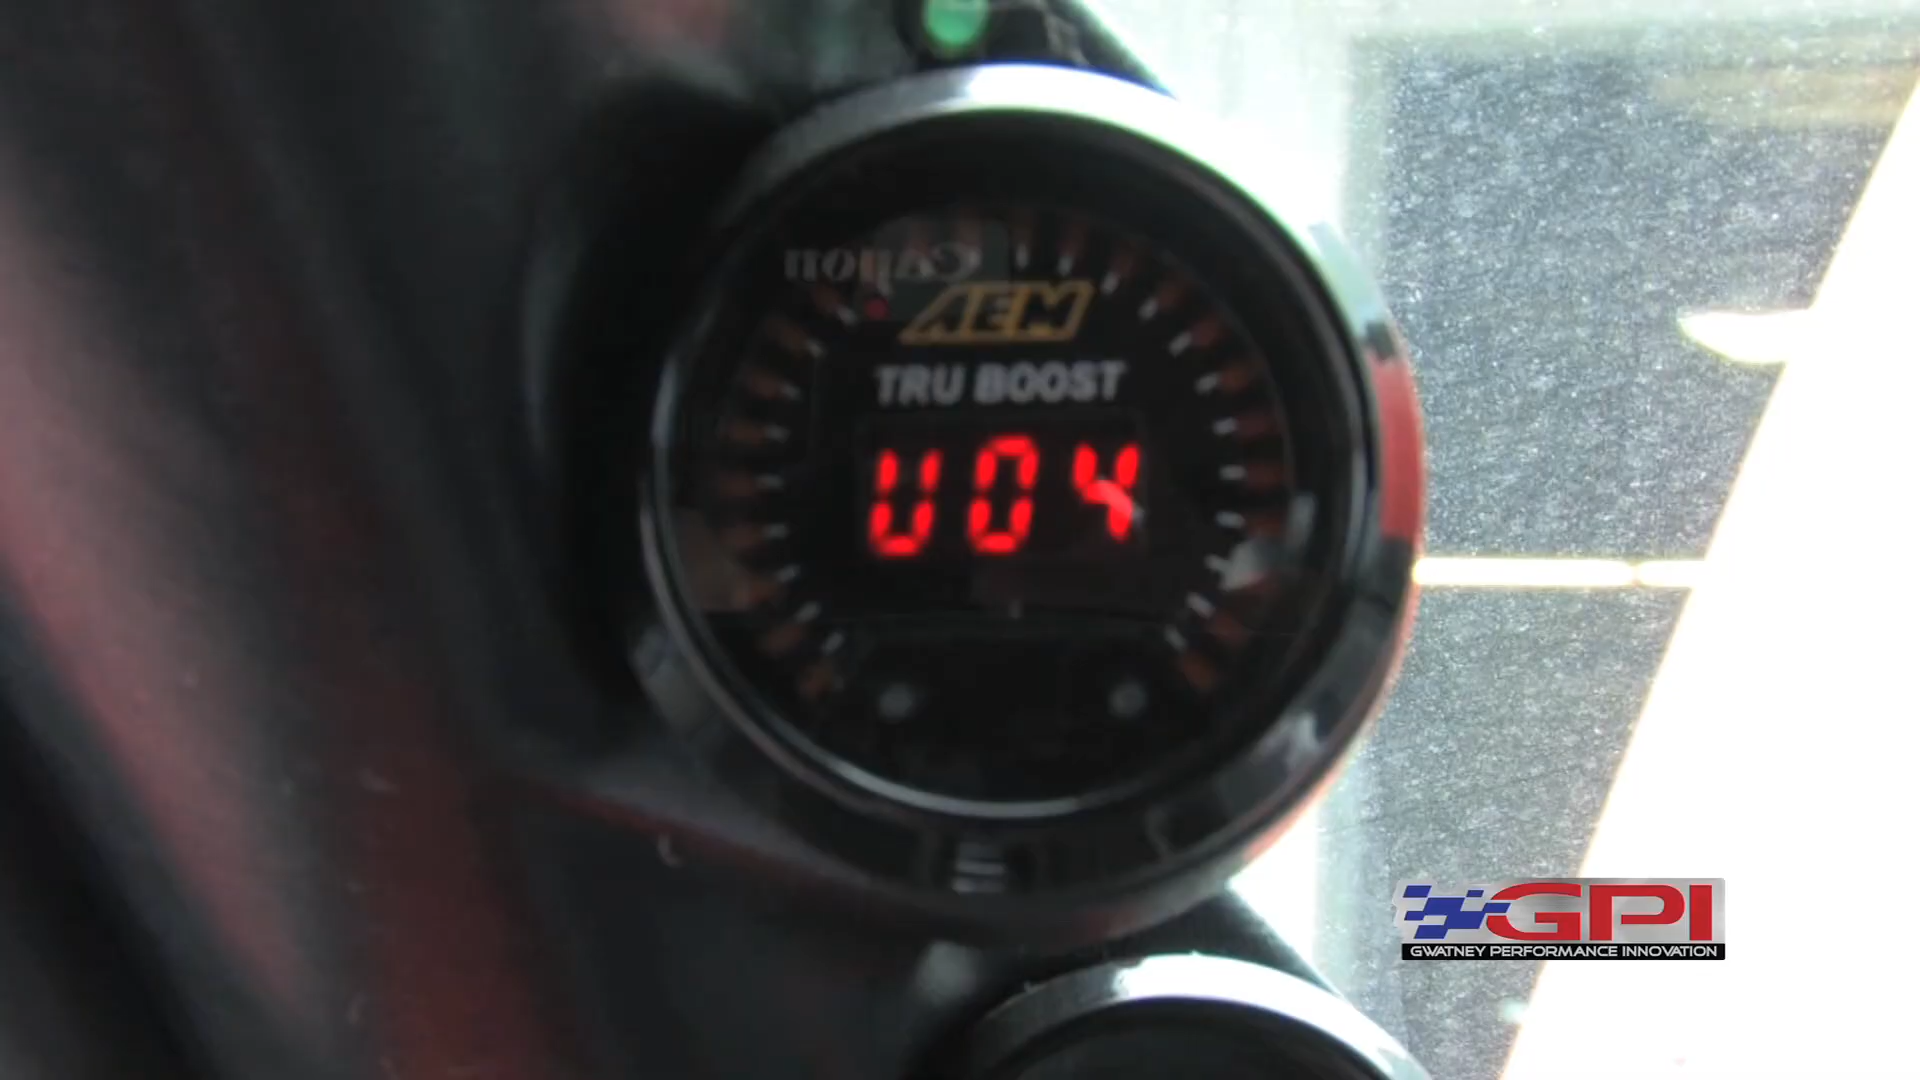 AEM
TRU BOOST
U04
GPI
GWATNEY PERFORMANCE INNOVATION